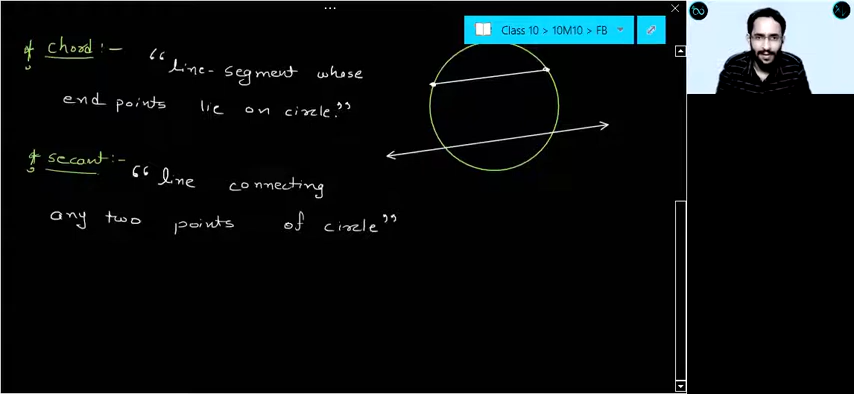 Class 10 > 10M10 > FB
chord :-
"line-segment whose
end points lie on circle."
secant :-
"line connecting
any two points of circle"